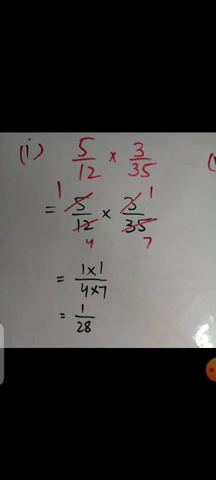 (i) 5/12 × 3/35
= 1 5/12 4 × 3 1/35 7
= 1×1/4×7
= 1/28